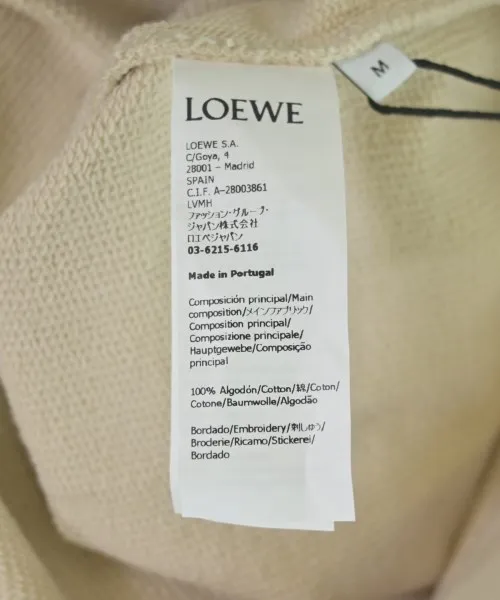 M
LOEWE
LOEWE S.A.
C/Goya, 4
28001 - Madrid
SPAIN
C.I.F. A-28003861
LVMH
ファッション・グループ・
ジャパン株式会社
ロエベジャパン
03-6215-6116
Made in Portugal
Composición principal/Main
composition/メインファブリック/
Composition principal/
Composizione principale/
Hauptgewebe/Composição
principal
100% Algodón/Cotton/綿/Coton/
Cotone/Baumwolle/Algodão
Bordado/Embroidery/刺しゅう/
Broderie/Ricamo/Stickerei/
Bordado